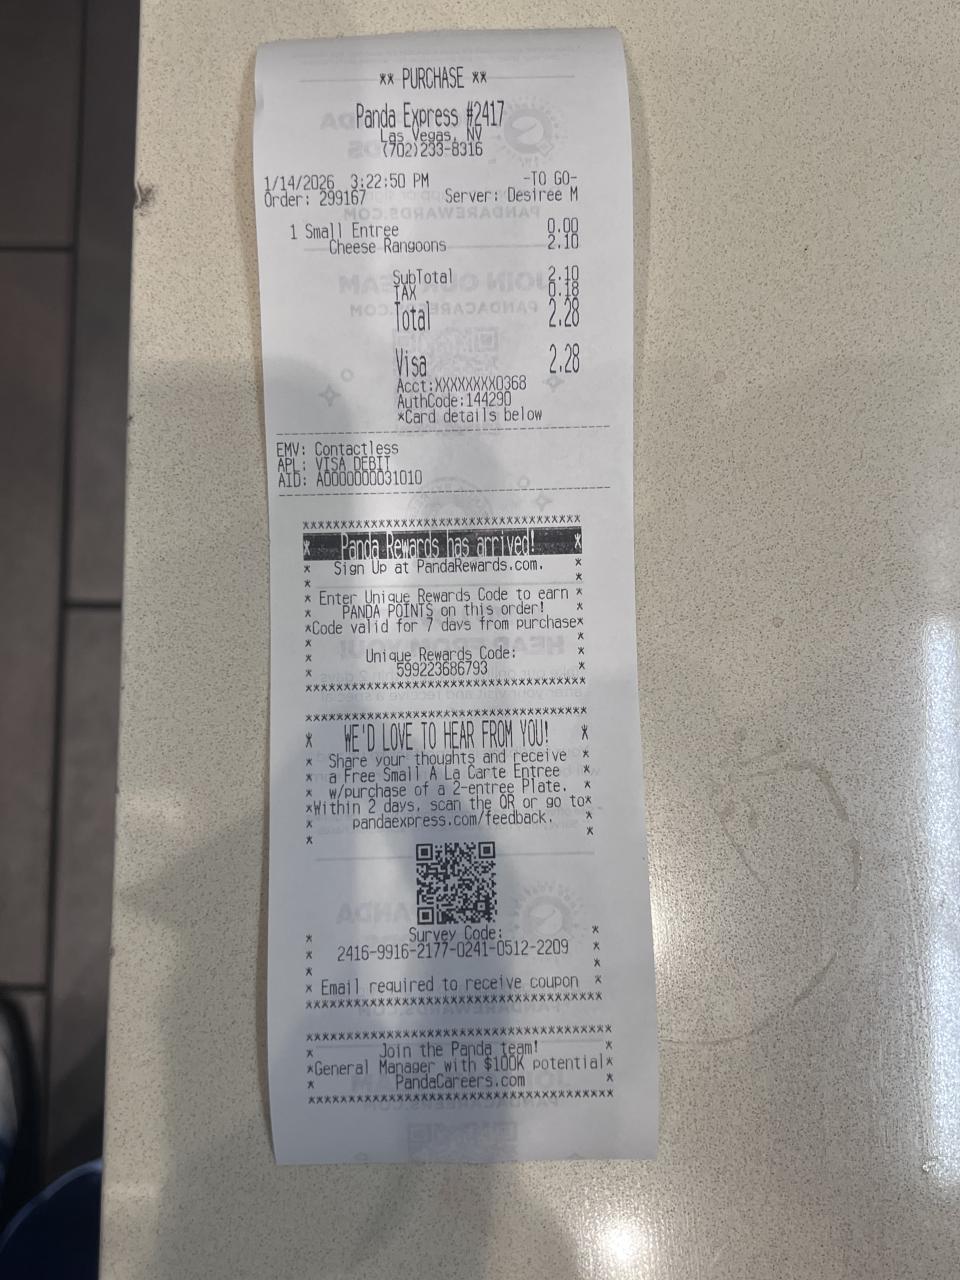 ** PURCHASE **
Panda Express #2417
Las Vegas, NV
(702)233-8316
1/14/2026 3:22:50 PM -TO GO-
Order: 299167 Server: Desiree M
1 Small Entree 0.00
Cheese Rangoons 2.10
SubTotal 2.10
TAX 0.18
Total 2.28
Visa 2.28
Acct:XXXXXXXX0368
AuthCode:144290
*Card details below
EMV: Contactless
APL: VISA DEBIT
AID: A0000000031010
************************************
* Panda Rewards has arrived! *
* Sign Up at PandaRewards.com. *
* *
* Enter Unique Rewards Code to earn *
* PANDA POINTS on this order! *
*Code valid for 7 days from purchase*
* *
* Unique Rewards Code: *
* 599223686793 *
************************************
************************************
* WE'D LOVE TO HEAR FROM YOU! *
* Share your thoughts and receive *
* a Free Small A La Carte Entree *
* w/purchase of a 2-entree Plate. *
*Within 2 days, scan the QR or go to*
* pandaexpress.com/feedback. *
* *
* Survey Code: *
* 2416-9916-2177-0241-0512-2209 *
* *
* Email required to receive coupon *
************************************
************************************
* Join the Panda team! *
*General Manager with $100K potential*
* PandaCareers.com *
************************************